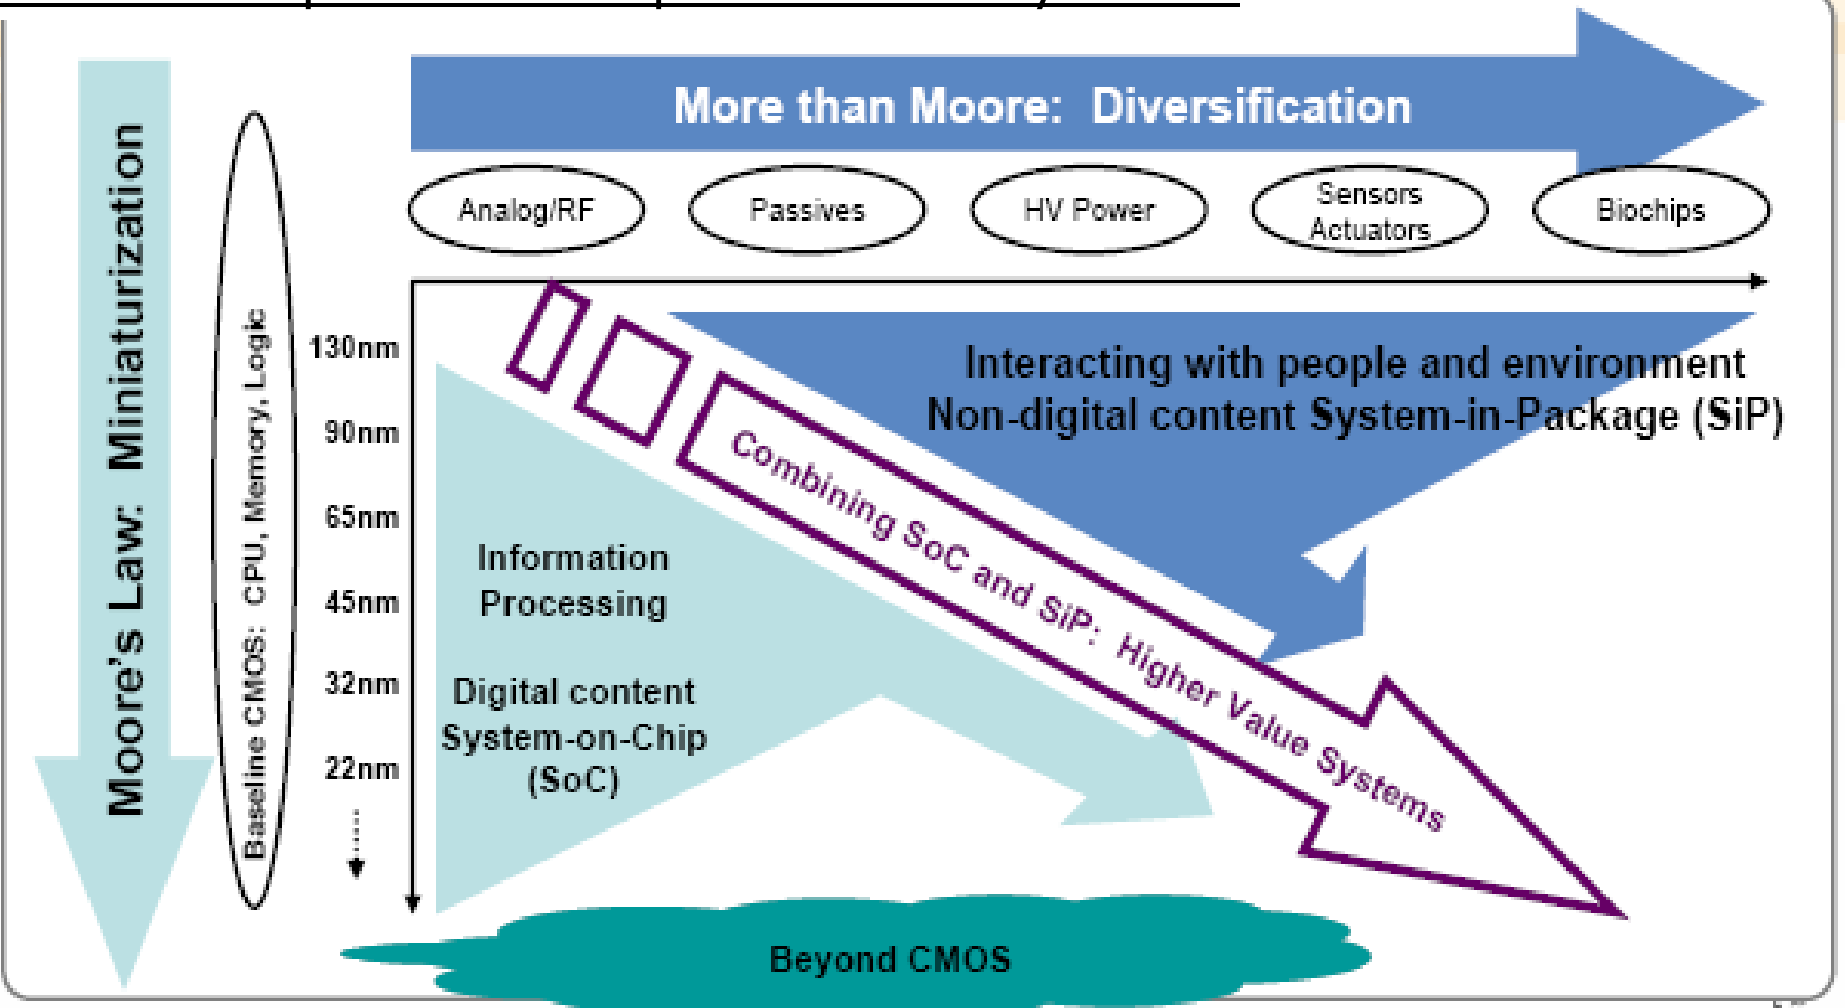 More than Moore: Diversification
Analog/RF
Passives
HV Power
Sensors
Actuators
Biochips
Moore's Law: Miniaturization
Baseline CMOS: CPU, Memory, Logic
130nm
90nm
65nm
45nm
32nm
22nm
Interacting with people and environment
Non-digital content System-in-Package (SiP)
Combining SoC and SiP: Higher Value Systems
Information
Processing
Digital content
System-on-Chip
(SoC)
Beyond CMOS